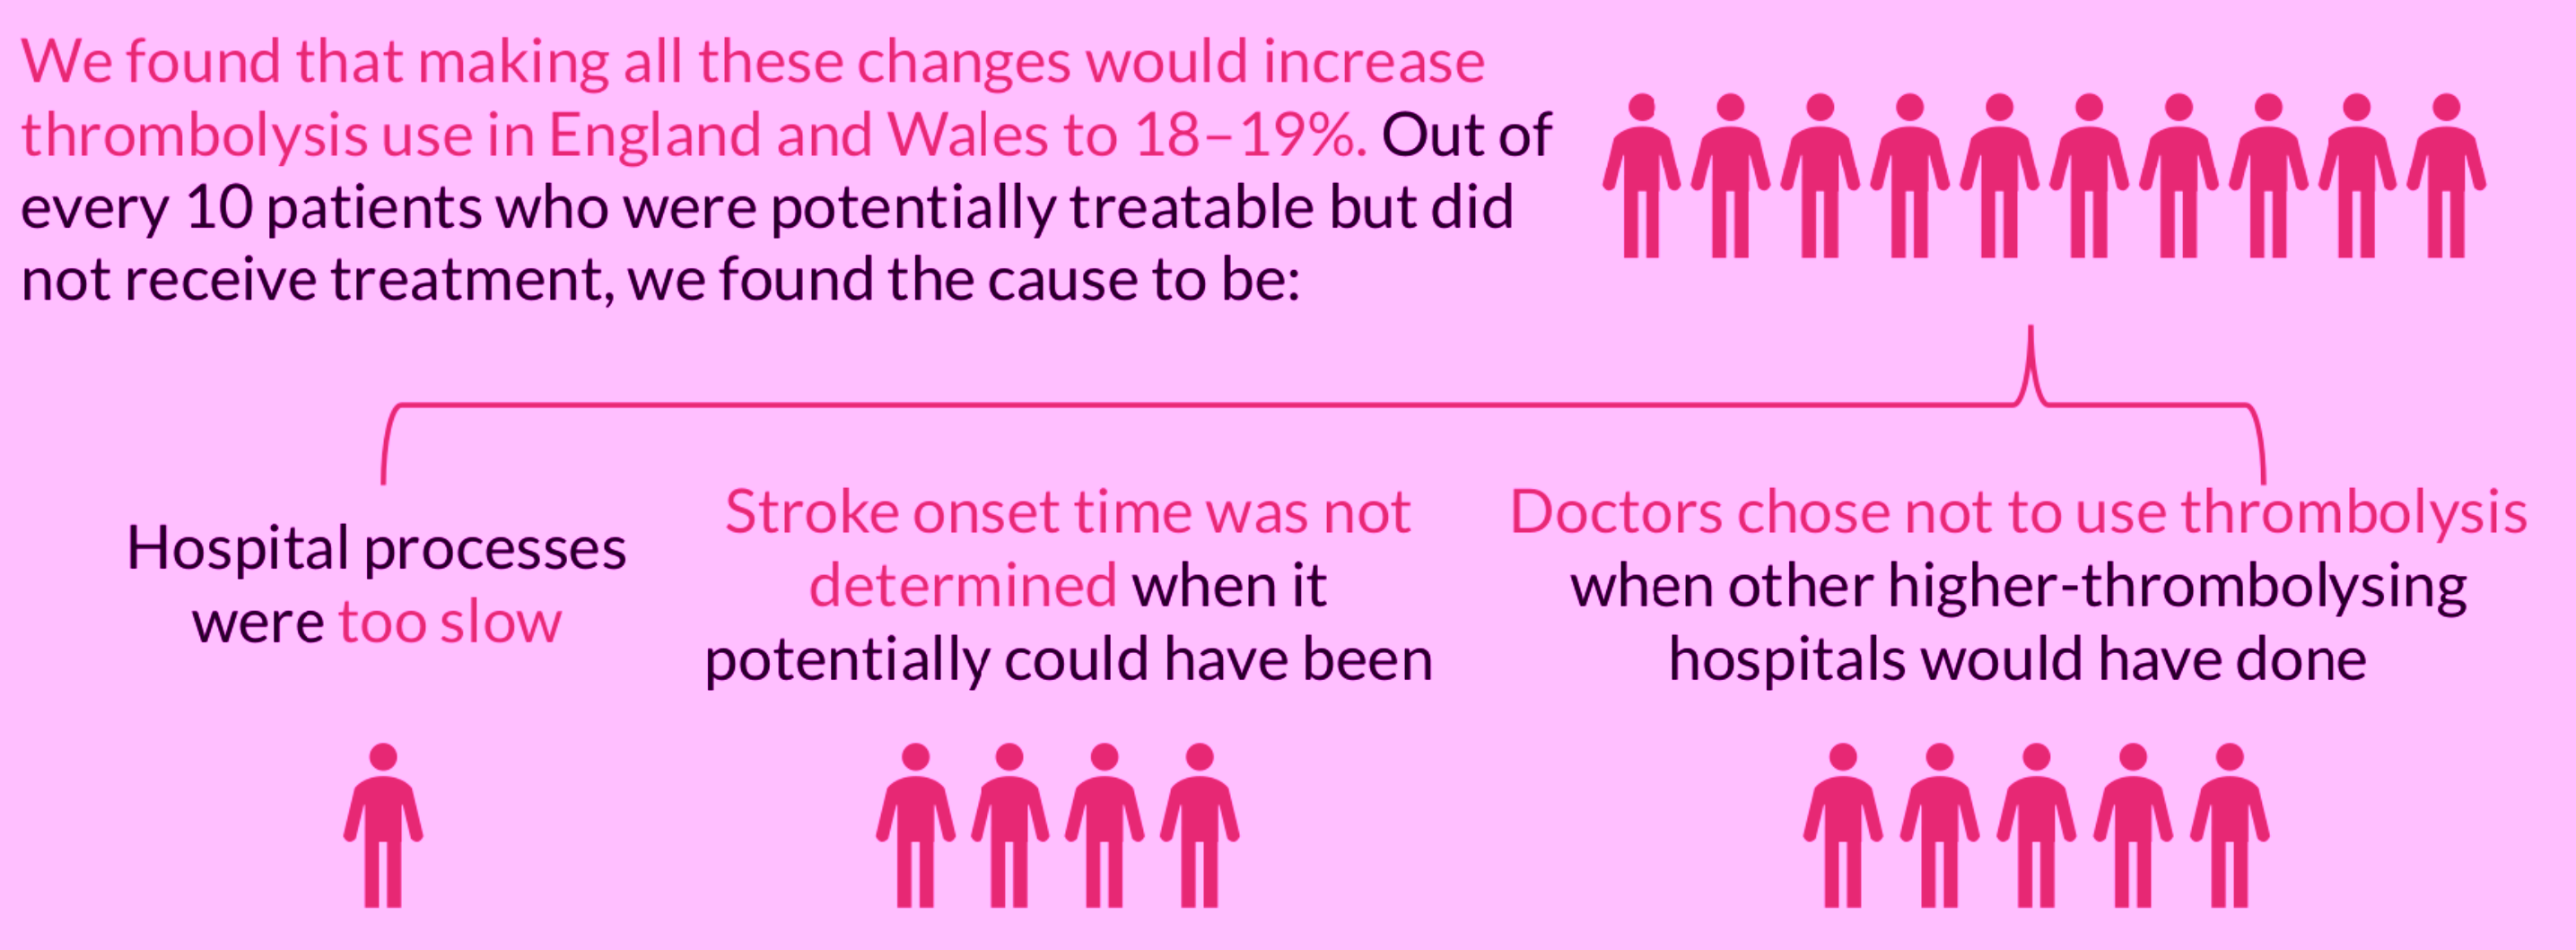 We found that making all these changes would increase
thrombolysis use in England and Wales to 18–19%. Out of
every 10 patients who were potentially treatable but did
not receive treatment, we found the cause to be:
Hospital processes
were too slow
Stroke onset time was not
determined when it
potentially could have been
Doctors chose not to use thrombolysis
when other higher-thrombolysing
hospitals would have done